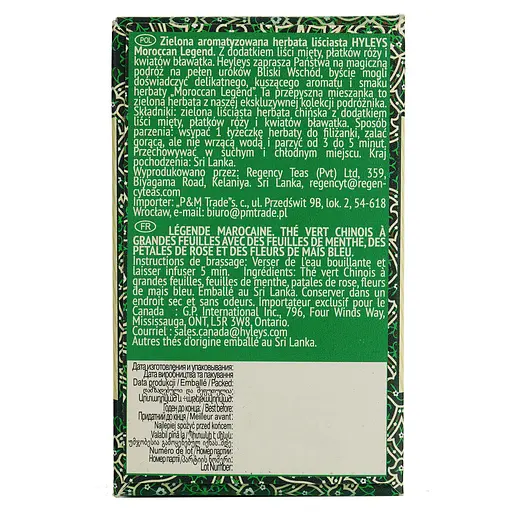 POL Zielona aromatyzowana herbata liściasta HYLEYS
Moroccan Legend. Z dodatkiem liści mięty, płatków róży i
kwiatów bławatka. Heyleys zaprasza Państwa na magiczną
podróż na pełen uroków Bliski Wschód, byście mogli
doświadczyć delikatnego, kuszącego aromatu i smaku
herbaty "Moroccan Legend". Ta przepyszna mieszanka to
zielona herbata z naszej ekskluzywnej kolekcji podróżnika.
Składniki: zielona liściasta herbata chińska z dodatkiem
liści mięty, płatków róży i kwiatów bławatka. Sposób
parzenia: wsypać 1 łyżeczkę herbaty do filiżanki, zalać
gorącą, ale nie wrzącą wodą i parzyć od 3 do 5 minut.
Przechowywać w suchym i chłodnym miejscu. Kraj
pochodzenia: Sri Lanka.
Wyprodukowano przez: Regency Teas (Pvt) Ltd, 359,
Biyagama Road, Kelaniya. Sri Lanka, regencyt@regen-
cyteas.com
Importer: „P&M Trade"s, c., ul. Przedświt 9B, lok. 2, 54-618
Wrocław, e-mail: biuro@pmtrade.pl
FR LÉGENDE MAROCAINE. THÉ VERT CHINOIS À
GRANDES FEUILLES AVEC DES FEUILLES DE MENTHE, DES
PÉTALES DE ROSE ET DES FLEURS DE MAIS BLEU.
Instructions de brassage: Verser de l'eau bouillante et
laisser infuser 5 min. Ingrédients: Thé vert Chinois à
grandes feuilles, feuilles de menthe, patales de rose, fleurs
de mais bleu. Emballé au Sri Lanka. Conserver dans un
endroit sec et sans odeurs. Importateur exclusif pour le
Canada : G.P. International Inc., 796, Four Winds Way,
Mississauga, ONT, L5R 3W8, Ontario.
Courriel : sales.canada@hyleys.com
Autres thés d'origine emballé au Sri Lanka.
Дата изготовления и упаковывания:
Дата виробництва та пакування
Data produkcji / Emballé / Packed:
Годен до конца: / Best before:
Придатний до кінця / Meilleur avant:
Najlepiej spożyć przed końcem:
Valabil pină la
Numéro de lot / Номер партии:
Номер партії
Lot Number: